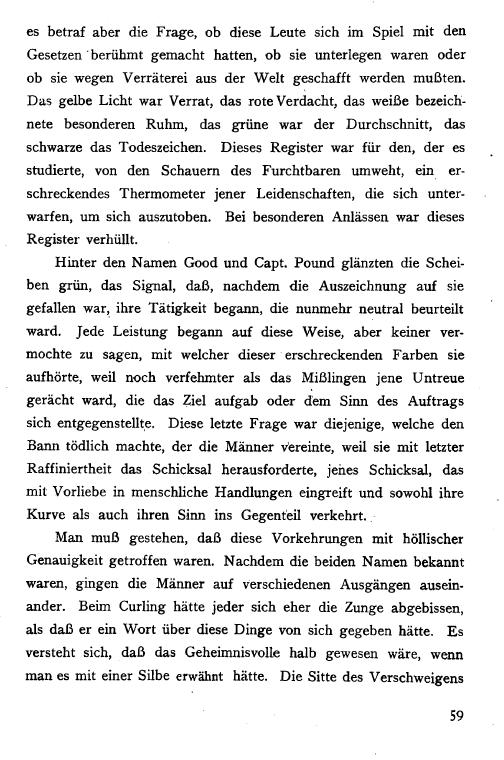 es betraf aber die Frage, ob diese Leute sich im Spiel mit den
Gesetzen berühmt gemacht hatten, ob sie unterlegen waren oder
ob sie wegen Verräterei aus der Welt geschafft werden mußten.
Das gelbe Licht war Verrat, das rote Verdacht, das weiße bezeich-
nete besonderen Ruhm, das grüne war der Durchschnitt, das
schwarze das Todeszeichen. Dieses Register war für den, der es
studierte, von den Schauern des Furchtbaren umweht, ein er-
schreckendes Thermometer jener Leidenschaften, die sich unter-
warfen, um sich auszutoben. Bei besonderen Anlässen war dieses
Register verhüllt.
Hinter den Namen Good und Capt. Pound glänzten die Schei-
ben grün, das Signal, daß, nachdem die Auszeichnung auf sie
gefallen war, ihre Tätigkeit begann, die nunmehr neutral beurteilt
ward. Jede Leistung begann auf diese Weise, aber keiner ver-
mochte zu sagen, mit welcher dieser erschreckenden Farben sie
aufhörte, weil noch verfehmter als das Mißlingen jene Untreue
gerächt ward, die das Ziel aufgab oder dem Sinn des Auftrags
sich entgegenstellte. Diese letzte Frage war diejenige, welche den
Bann tödlich machte, der die Männer vereinte, weil sie mit letzter
Raffiniertheit das Schicksal herausforderte, jenes Schicksal, das
mit Vorliebe in menschliche Handlungen eingreift und sowohl ihre
Kurve als auch ihren Sinn ins Gegenteil verkehrt.
Man muß gestehen, daß diese Vorkehrungen mit höllischer
Genauigkeit getroffen waren. Nachdem die beiden Namen bekannt
waren, gingen die Männer auf verschiedenen Ausgängen ausein-
ander. Beim Curling hätte jeder sich eher die Zunge abgebissen,
als daß er ein Wort über diese Dinge von sich gegeben hätte. Es
versteht sich, daß das Geheimnisvolle halb gewesen wäre, wenn
man es mit einer Silbe erwähnt hätte. Die Sitte des Verschweigens
59